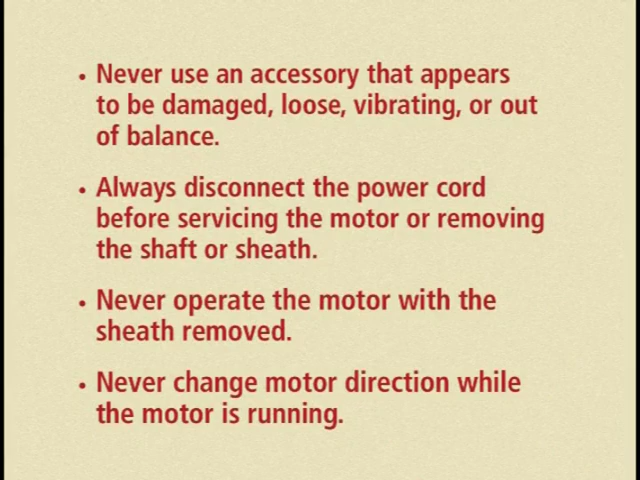 • Never use an accessory that appears
to be damaged, loose, vibrating, or out
of balance.
• Always disconnect the power cord
before servicing the motor or removing
the shaft or sheath.
• Never operate the motor with the
sheath removed.
• Never change motor direction while
the motor is running.